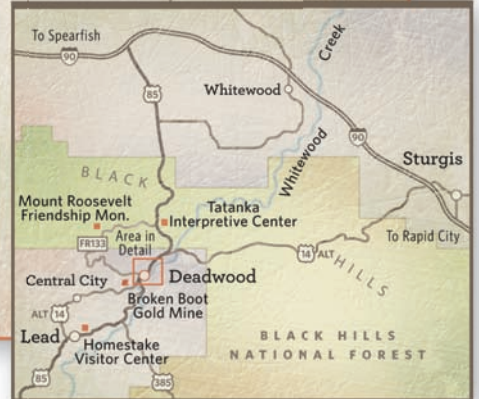 To Spearfish
90
85
Creek
Whitewood
90
Whitewood
Sturgis
BLACK
Mount Roosevelt
Friendship Mon.
Tatanka
Interpretive Center
To Rapid City
FR133
Area in
Detail
14 ALT
HILLS
Central City
Deadwood
Broken Boot
Gold Mine
ALT 14
Lead
Homestake
Visitor Center
BLACK HILLS
NATIONAL FOREST
85
385